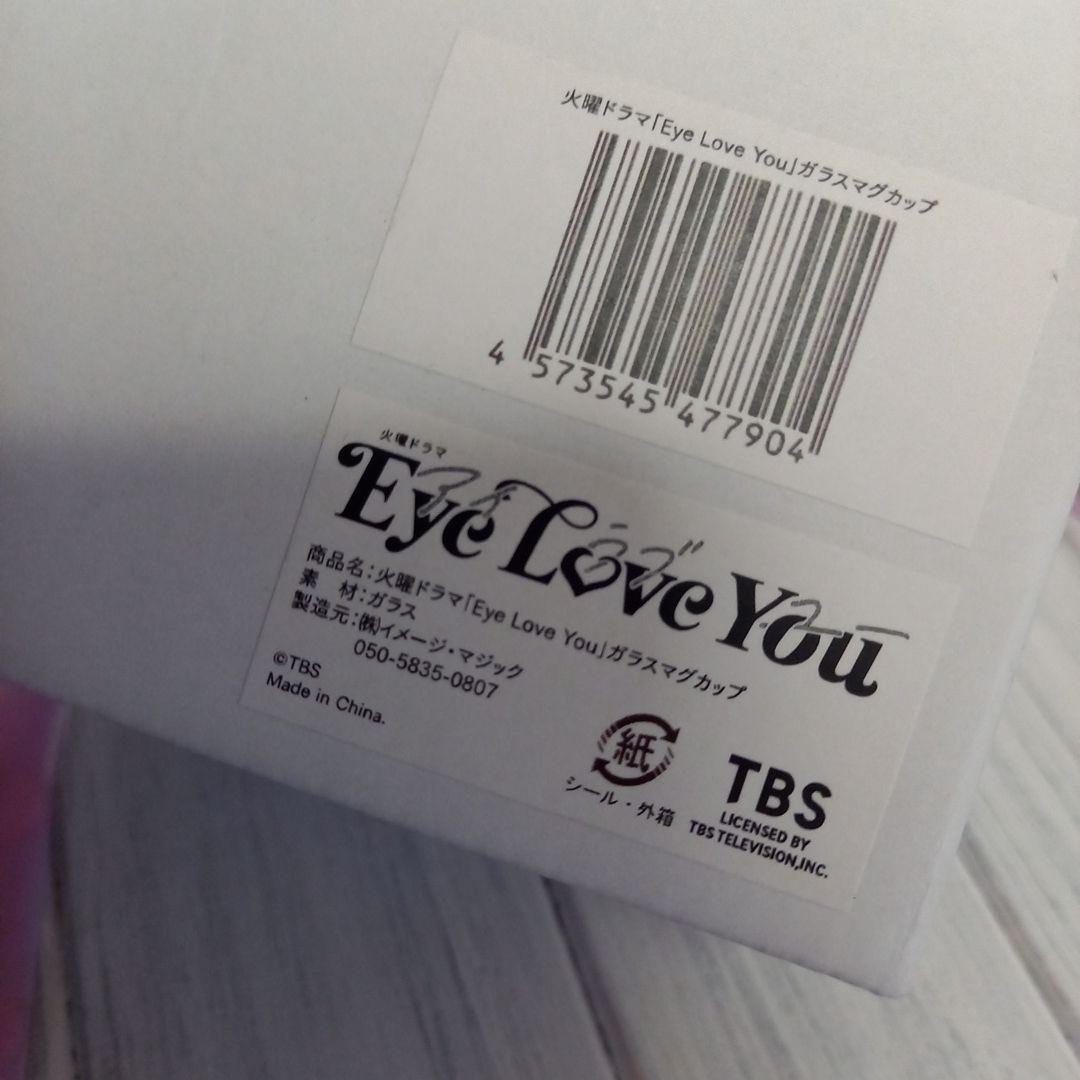 火曜ドラマ「Eye Love You」ガラスマグカップ
4 573545 477904
火曜ドラマ
Eye Love You
アイ ラブ ユー
商品名:火曜ドラマ「Eye Love You」ガラスマグカップ
素 材:ガラス
製造元:㈱イメージ・マジック
050-5835-0807
©TBS
Made in China.
紙
シール・外箱
TBS
LICENSED BY
TBS TELEVISION,INC.